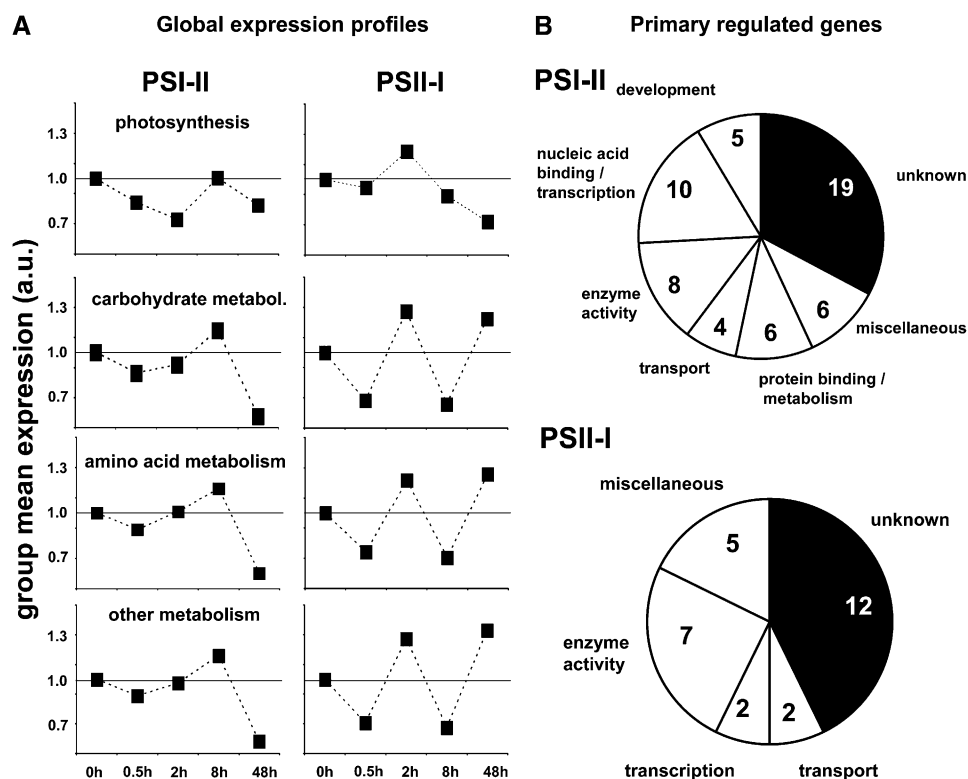 A
Global expression profiles
PSI-II
PSII-I
group mean expression (a.u.)
photosynthesis
1.3
1.0
0.7
carbohydrate metabol.
1.3
1.0
0.7
amino acid metabolism
1.3
1.0
0.7
other metabolism
1.3
1.0
0.7
0h 0.5h 2h 8h 48h
0h 0.5h 2h 8h 48h
B
Primary regulated genes
PSI-II
development
nucleic acid
binding /
transcription
enzyme
activity
transport
protein binding /
metabolism
miscellaneous
unknown
5
19
10
8
4
6
6
PSII-I
miscellaneous
unknown
enzyme
activity
transcription
transport
5
12
7
2
2